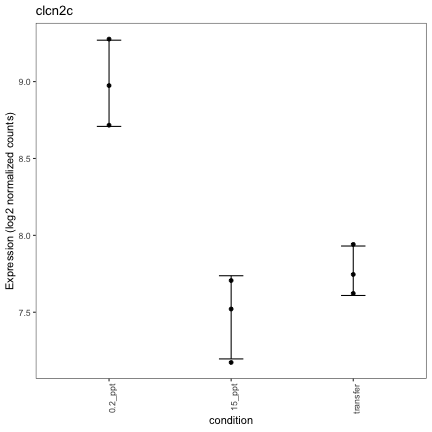 clcn2c
Expression (log2 normalized counts)
9.0
8.5
8.0
7.5
0.2_ppt
15_ppt
transfer
condition